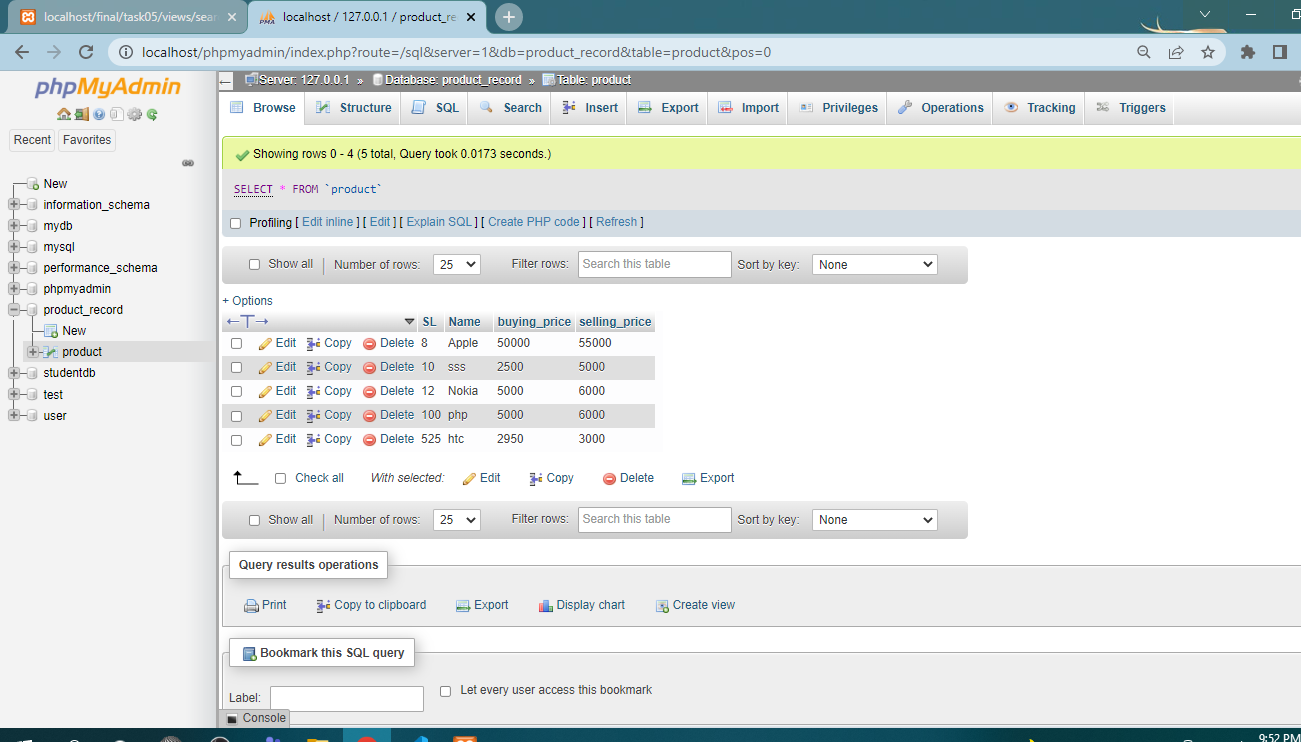 localhost/final/task05/views/sear
localhost / 127.0.0.1 / product_re
localhost/phpmyadmin/index.php?route=/sql&server=1&db=product_record&table=product&pos=0
phpMyAdmin
Recent Favorites
New
information_schema
mydb
mysql
performance_schema
phpmyadmin
product_record
New
product
studentdb
test
user
Server: 127.0.0.1 » Database: product_record » Table: product
Browse Structure SQL Search Insert Export Import Privileges Operations Tracking Triggers
Showing rows 0 - 4 (5 total, Query took 0.0173 seconds.)
SELECT * FROM `product`
Profiling [ Edit inline ] [ Edit ] [ Explain SQL ] [ Create PHP code ] [ Refresh ]
Show all Number of rows: 25 Filter rows: Search this table Sort by key: None
+ Options
SL Name buying_price selling_price
Edit Copy Delete 8 Apple 50000 55000
Edit Copy Delete 10 sss 2500 5000
Edit Copy Delete 12 Nokia 5000 6000
Edit Copy Delete 100 php 5000 6000
Edit Copy Delete 525 htc 2950 3000
Check all With selected: Edit Copy Delete Export
Show all Number of rows: 25 Filter rows: Search this table Sort by key: None
Query results operations
Print Copy to clipboard Export Display chart Create view
Bookmark this SQL query
Label: Let every user access this bookmark
Console
9:52 PM